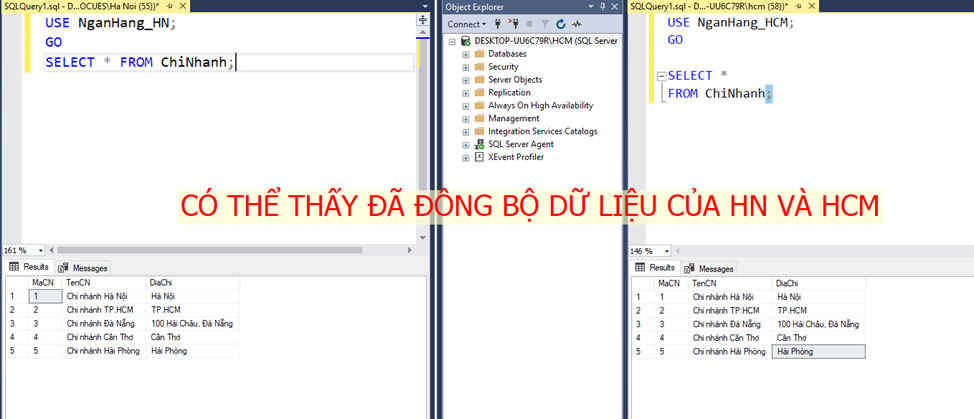 SQLQuery1.sql - D...OCUES\Ha Noi (55))*
USE NganHang_HN;
GO
SELECT * FROM ChiNhanh;
161 %
Results Messages
MaCN TenCN DiaChi
1 1 Chi nhánh Hà Nội Hà Nội
2 2 Chi nhánh TP.HCM TP.HCM
3 3 Chi nhánh Đà Nẵng 100 Hải Châu, Đà Nẵng
4 4 Chi nhánh Cần Thơ Cần Thơ
5 5 Chi nhánh Hải Phòng Hải Phòng
Object Explorer
Connect
DESKTOP-UU6C79R\HCM (SQL Server
Databases
Security
Server Objects
Replication
Always On High Availability
Management
Integration Services Catalogs
SQL Server Agent
XEvent Profiler
SQLQuery1.sql - D...-UU6C79R\hcm (58))*
USE NganHang_HCM;
GO
SELECT *
FROM ChiNhanh;
CÓ THỂ THẤY ĐÃ ĐÔNG BỘ DỮ LIỆU CỦA HN VÀ HCM
146 %
Results Messages
MaCN TenCN DiaChi
1 1 Chi nhánh Hà Nội Hà Nội
2 2 Chi nhánh TP.HCM TP.HCM
3 3 Chi nhánh Đà Nẵng 100 Hải Châu, Đà Nẵng
4 4 Chi nhánh Cần Thơ Cần Thơ
5 5 Chi nhánh Hải Phòng Hải Phòng